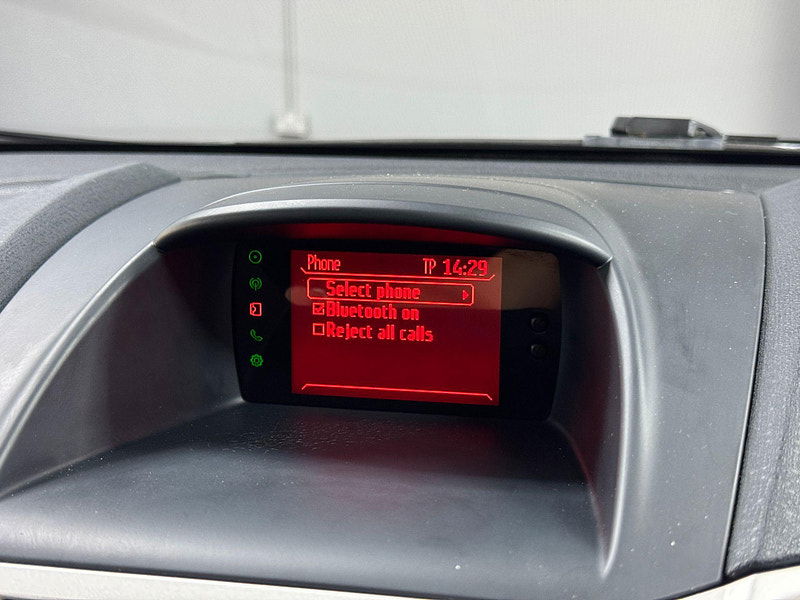 Phone TP 14:29
Select phone
Bluetooth on
Reject all calls